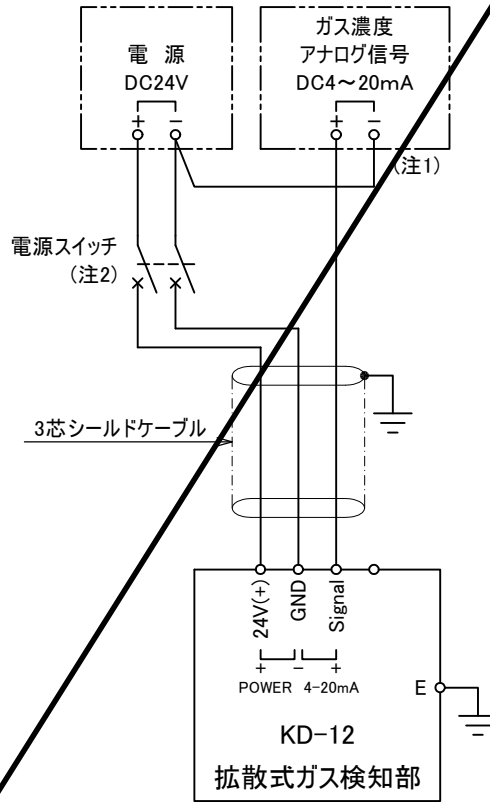 電 源
DC24V
+ −
ガス濃度
アナログ信号
DC4～20mA
+ −
(注1)
電源スイッチ
(注2)
3芯シールドケーブル
24V(+)
GND
Signal
+ − +
POWER 4-20mA
E
KD-12
拡散式ガス検知部